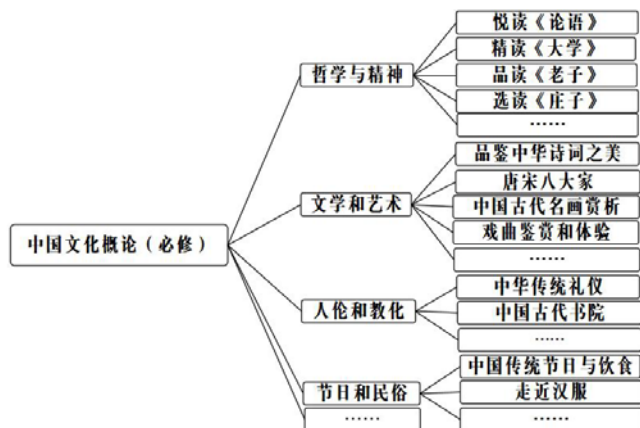 中国文化概论（必修）
哲学与精神
悦读《论语》
精读《大学》
品读《老子》
选读《庄子》
……
文学和艺术
品鉴中华诗词之美
唐宋八大家
中国古代名画赏析
戏曲鉴赏和体验
……
人伦和教化
中华传统礼仪
中国古代书院
……
节日和民俗
中国传统节日与饮食
走近汉服
……
……